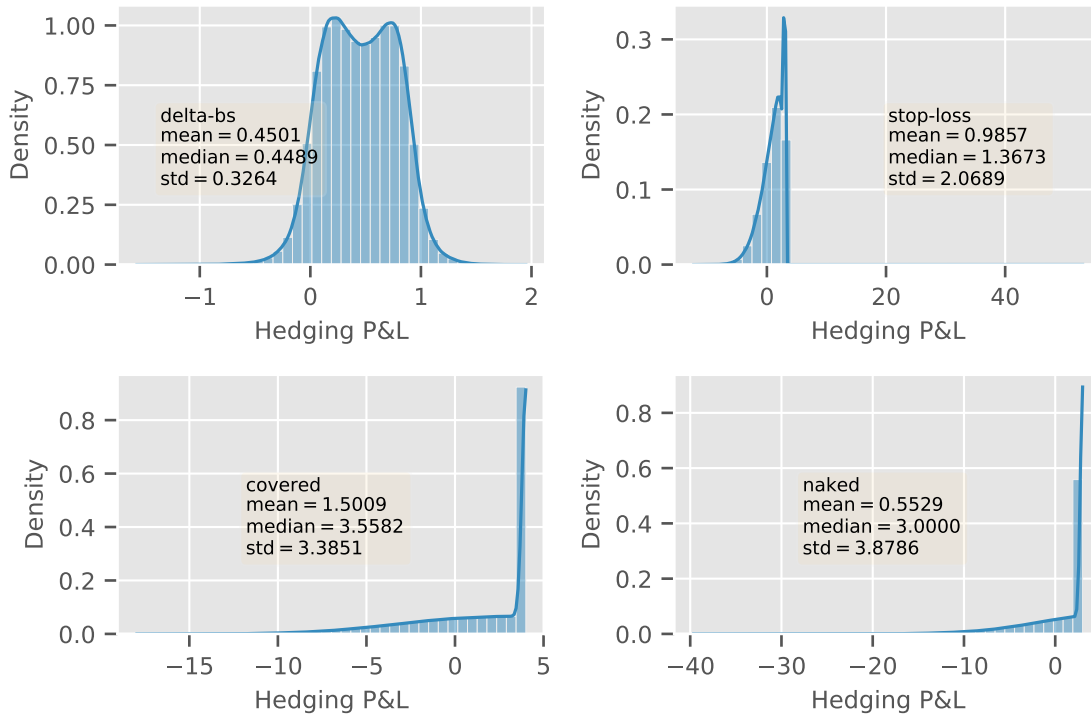 1.00
0.75
0.50
0.25
0.00
Density
delta-bs
mean = 0.4501
median = 0.4489
std = 0.3264
−1
0
1
2
Hedging P&L
0.3
0.2
0.1
0.0
Density
stop-loss
mean = 0.9857
median = 1.3673
std = 2.0689
0
20
40
Hedging P&L
0.8
0.6
0.4
0.2
0.0
Density
covered
mean = 1.5009
median = 3.5582
std = 3.3851
−15
−10
−5
0
5
Hedging P&L
0.8
0.6
0.4
0.2
0.0
Density
naked
mean = 0.5529
median = 3.0000
std = 3.8786
−40
−30
−20
−10
0
Hedging P&L